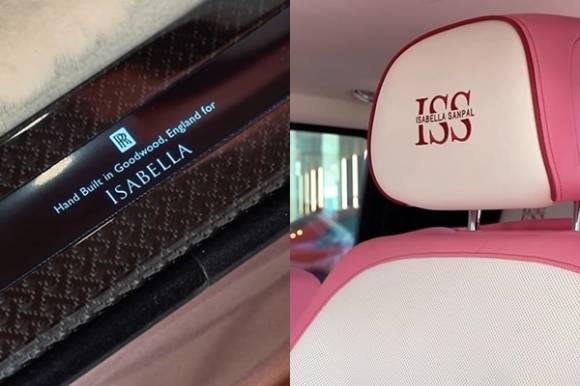 RR
Hand Built in Goodwood, England for
ISABELLA
ISS
ISABELLA SANPAL